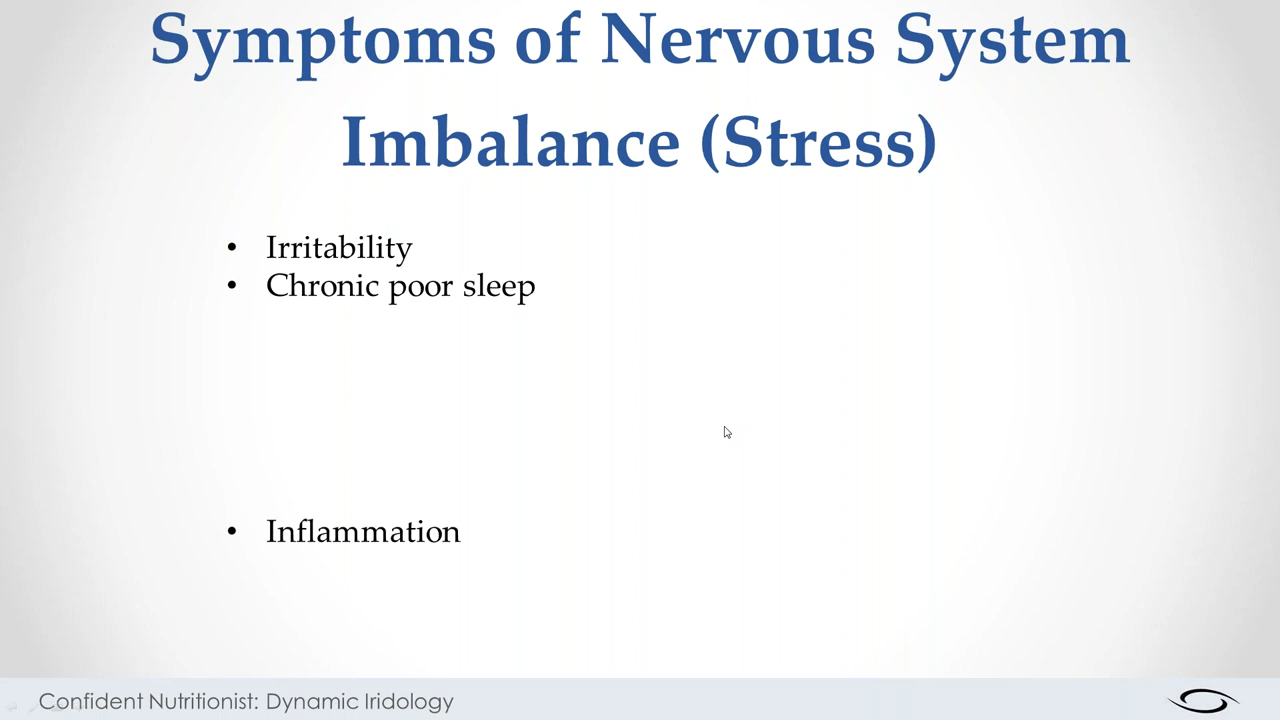 Symptoms of Nervous System
Imbalance (Stress)
• Irritability
• Chronic poor sleep
• Inflammation
Confident Nutritionist: Dynamic Iridology